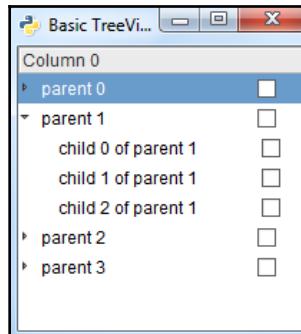 Basic TreeVi...
Column 0
parent 0
parent 1
child 0 of parent 1
child 1 of parent 1
child 2 of parent 1
parent 2
parent 3